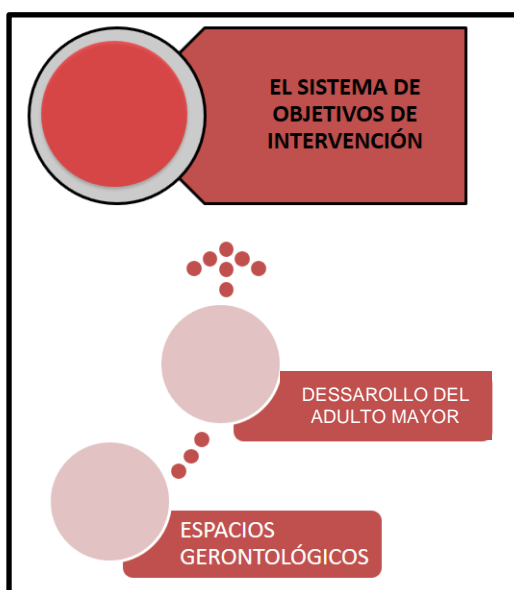 EL SISTEMA DE
OBJETIVOS DE
INTERVENCIÓN
DESSAROLLO DEL
ADULTO MAYOR
ESPACIOS
GERONTOLÓGICOS